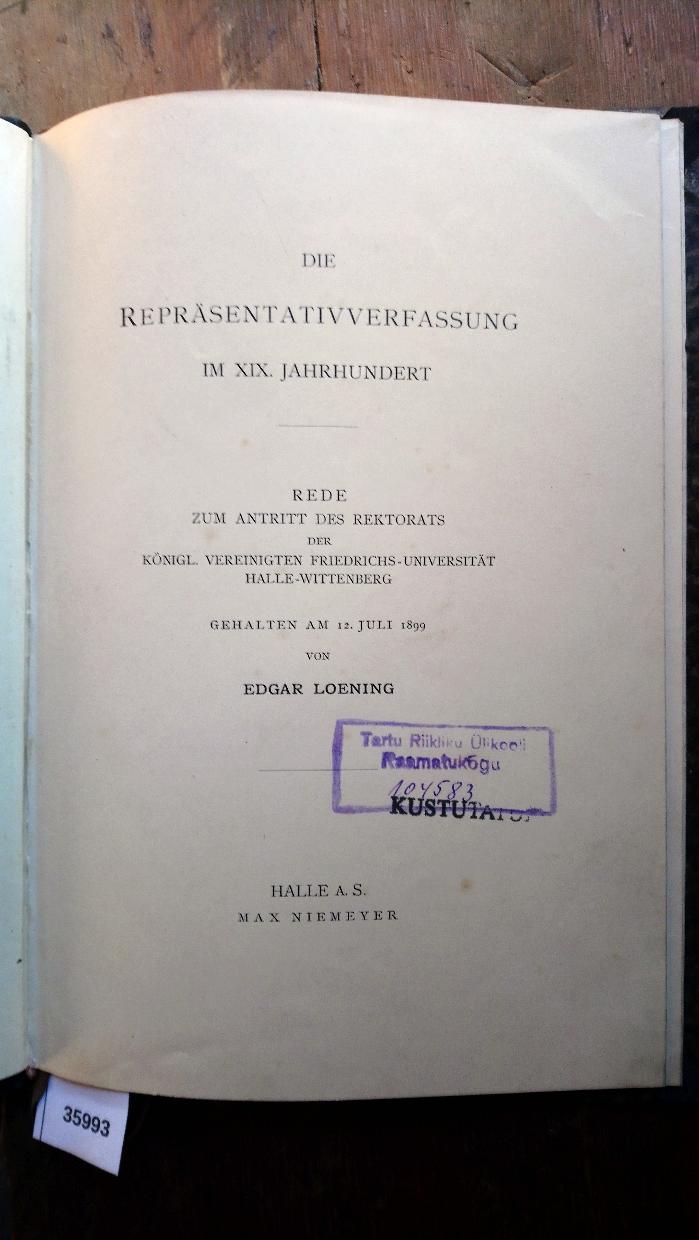 DIE
REPRÄSENTATIVVERFASSUNG
IM XIX. JAHRHUNDERT
REDE
ZUM ANTRITT DES REKTORATS
DER
KÖNIGL. VEREINIGTEN FRIEDRICHS-UNIVERSITÄT
HALLE-WITTENBERG
GEHALTEN AM 12. JULI 1899
VON
EDGAR LOENING
Tartu Riikliku Ülikooli
Raamatukogu
104583
KUSTUTATUD
HALLE A. S.
MAX NIEMEYER
35993